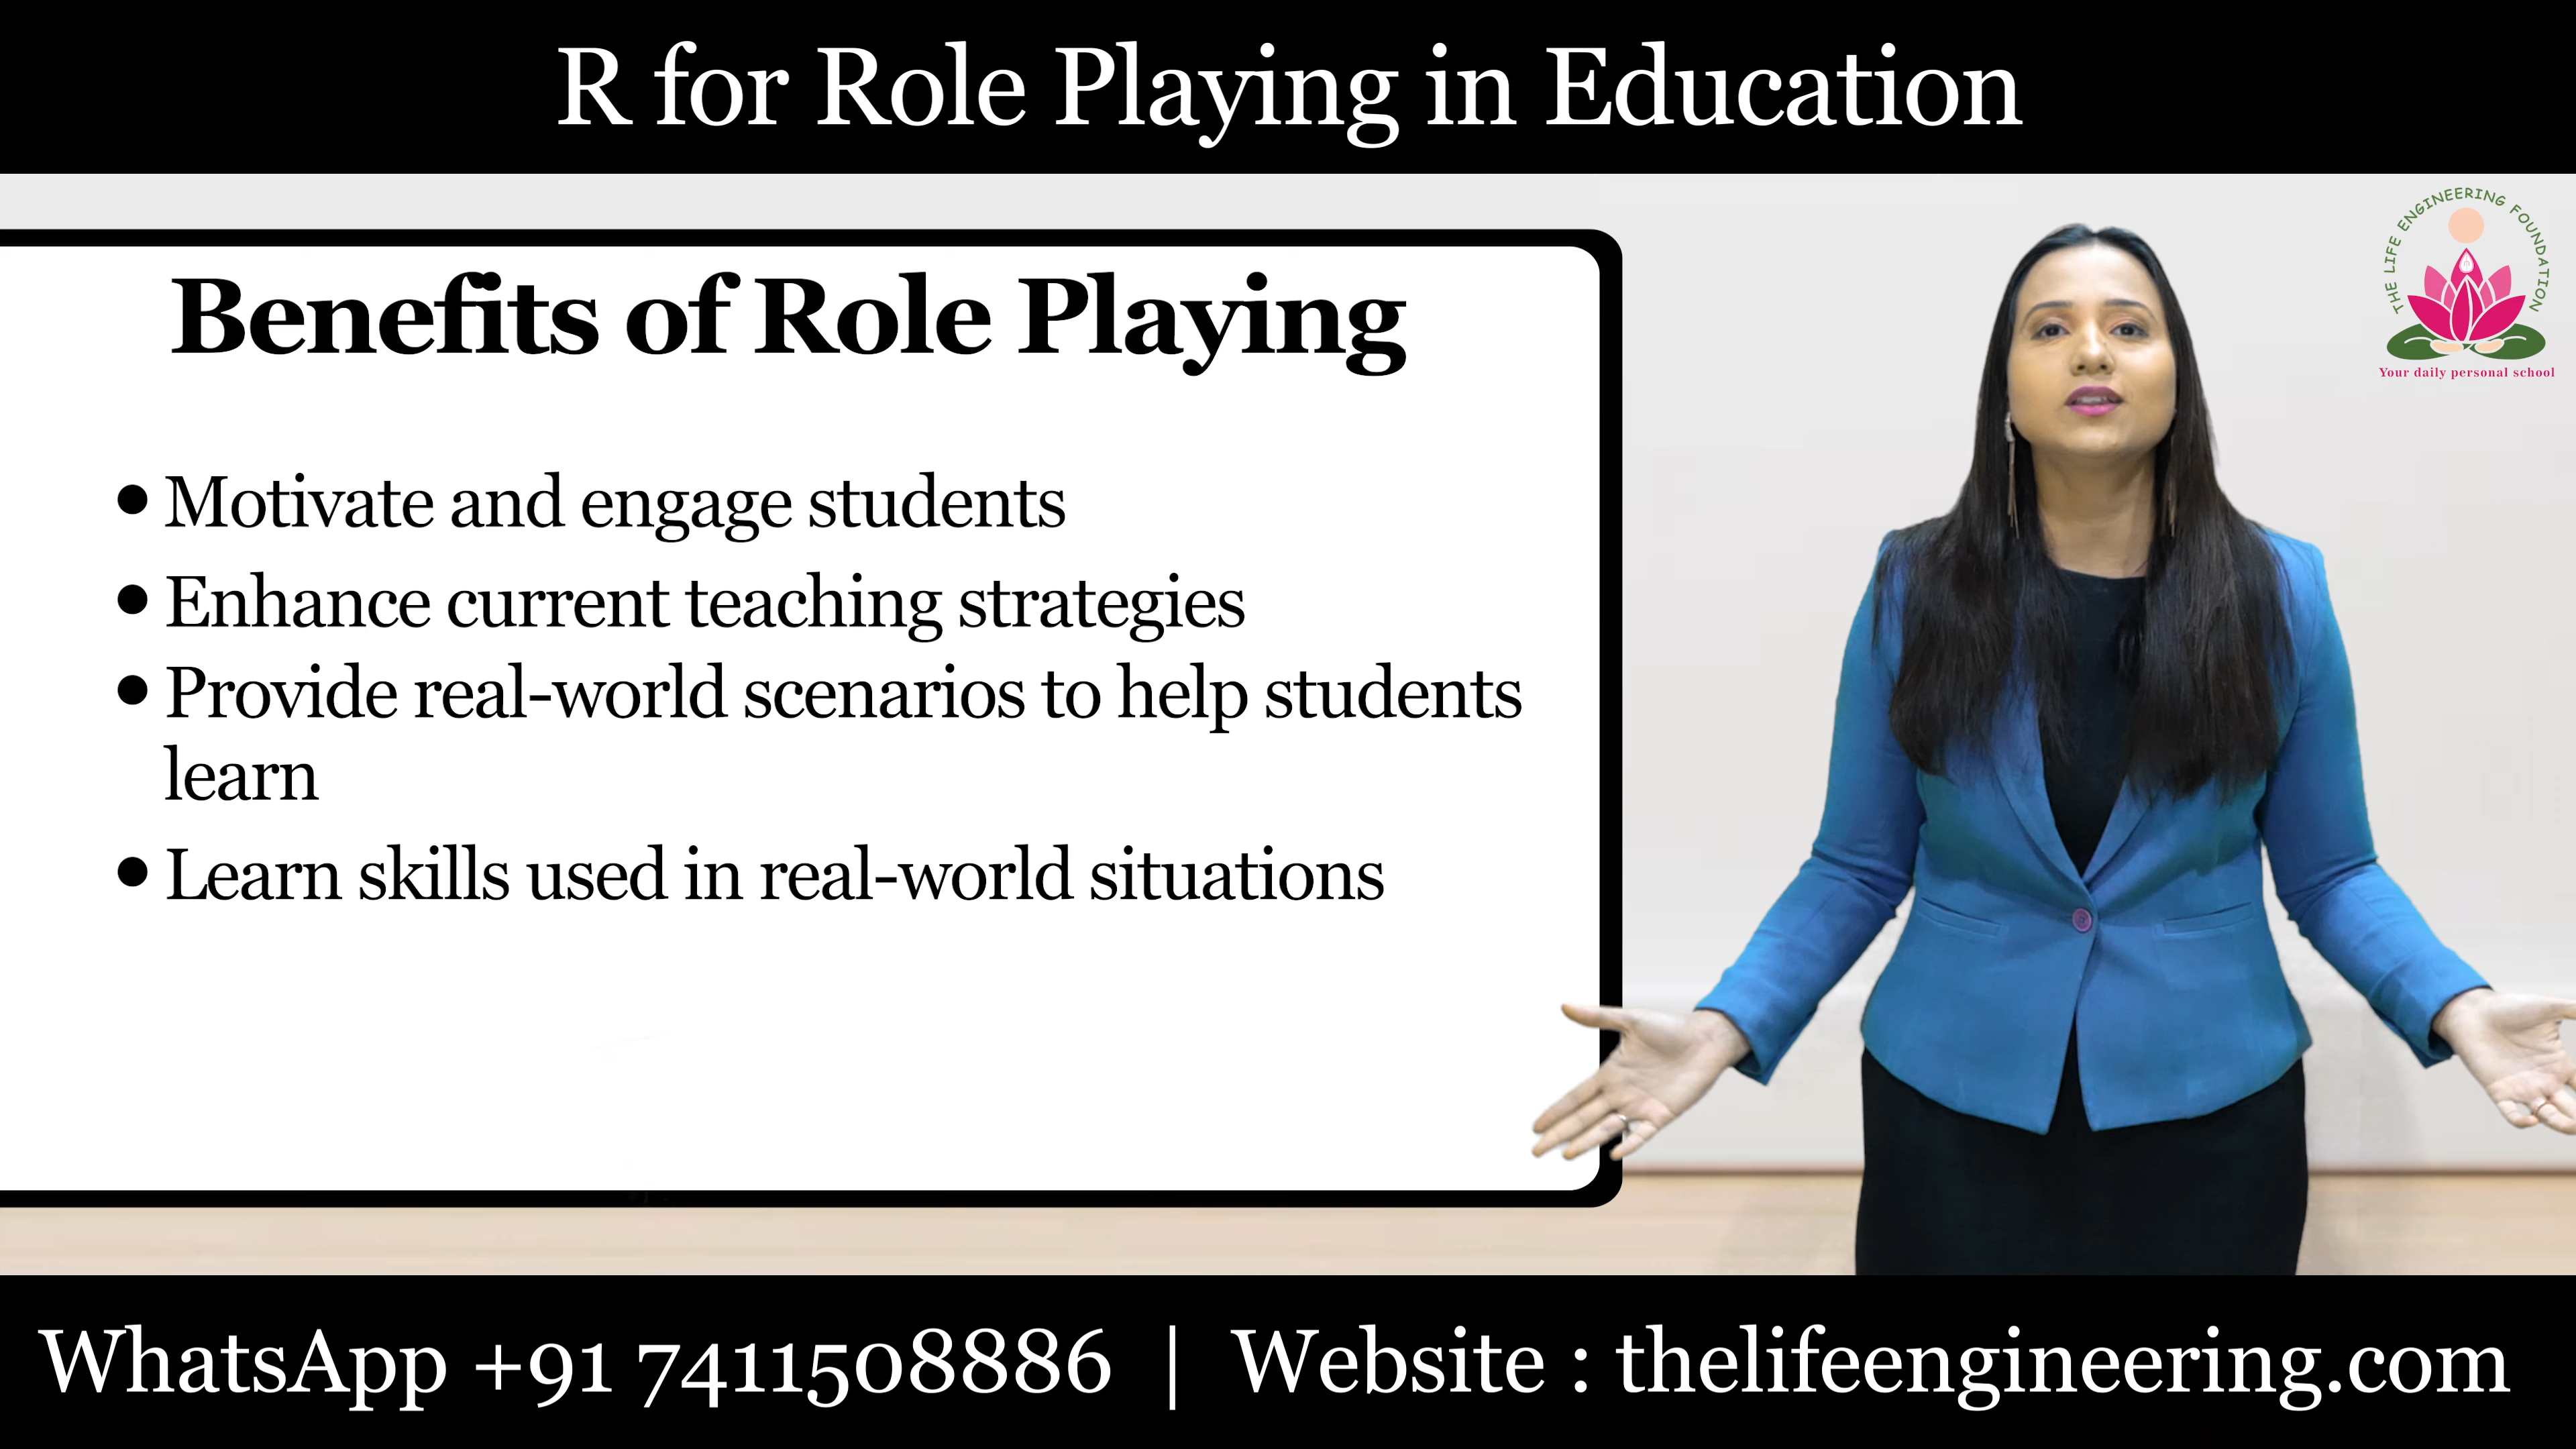 R for Role Playing in Education
THE LIFE ENGINEERING FOUNDATION
Your daily personal school
Benefits of Role Playing
• Motivate and engage students
• Enhance current teaching strategies
• Provide real-world scenarios to help students
learn
• Learn skills used in real-world situations
WhatsApp +91 7411508886 | Website : thelifeengineering.com